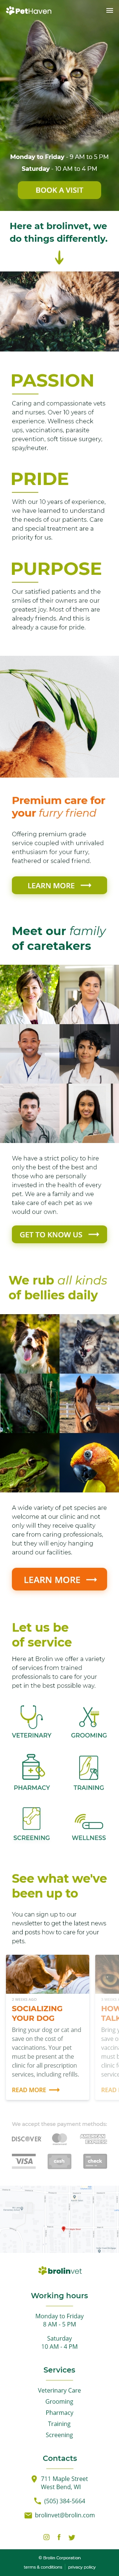 PetHaven
Monday to Friday - 9 AM to 5 PM
Saturday - 10 AM to 4 PM
BOOK A VISIT
Here at brolinvet, we
do things differently.
PASSION
Caring and compassionate vets
and nurses. Over 10 years of
experience, Wellness check
ups, vaccinations, parasite
prevention, soft tissue surgery,
spay/neuter.
PRIDE
With our 10 years of experience,
we have learned to understand
the needs of our patients. Care
and special treatment are a
priority for us.
PURPOSE
Our satisfied patients and the
smiles of their owners are our
greatest joy. Most of them are
already friends. And this is
already a cause for pride.
Premium care for
your furry friend
Offering premium grade
service coupled with unrivaled
enthusiasm for your furry,
feathered or scaled friend.
LEARN MORE
Meet our family
of caretakers
We have a strict policy to hire
only the best of the best and
those who are personally
invested in the health of every
pet. We are a family and we
take care of each pet as we
would our own.
GET TO KNOW US
We rub all kinds
of bellies daily
A wide variety of pet species are
welcome at our clinic and not
only will they receive quality
care from caring professionals,
but they will enjoy hanging
around our facilities.
LEARN MORE
Let us be
of service
Here at Brolin we offer a variety
of services from trained
professionals to care for your
pet in the best possible way.
VETERINARY
GROOMING
PHARMACY
TRAINING
SCREENING
WELLNESS
See what we've
been up to
You can sign up to our
newsletter to get the latest news
and posts how to care for your
pets.
3 WEEKS AGO
SOCIALIZING
YOUR DOG
Bring your dog or cat and
save on the cost of
vaccinations. Your pet
must be present at the
clinic for all prescription
services, including refills.
READ MORE
HOW
TALK
Bring
save o
vaccin
must b
clinic f
servic
READ
We accept these payment methods
DISCOVER
AMERICAN
EXPRESS
VISA
cash
check
brolinvet
Working hours
Monday to Friday
8 AM - 5 PM
Saturday
10 AM - 4 PM
Services
Veterinary Care
Grooming
Pharmacy
Training
Screening
Contacts
711 Maple Street
West Bend, WI
(505) 384-5664
brolinvet@brolin.com
© Brolin Corporation
terms & conditions | privacy policy